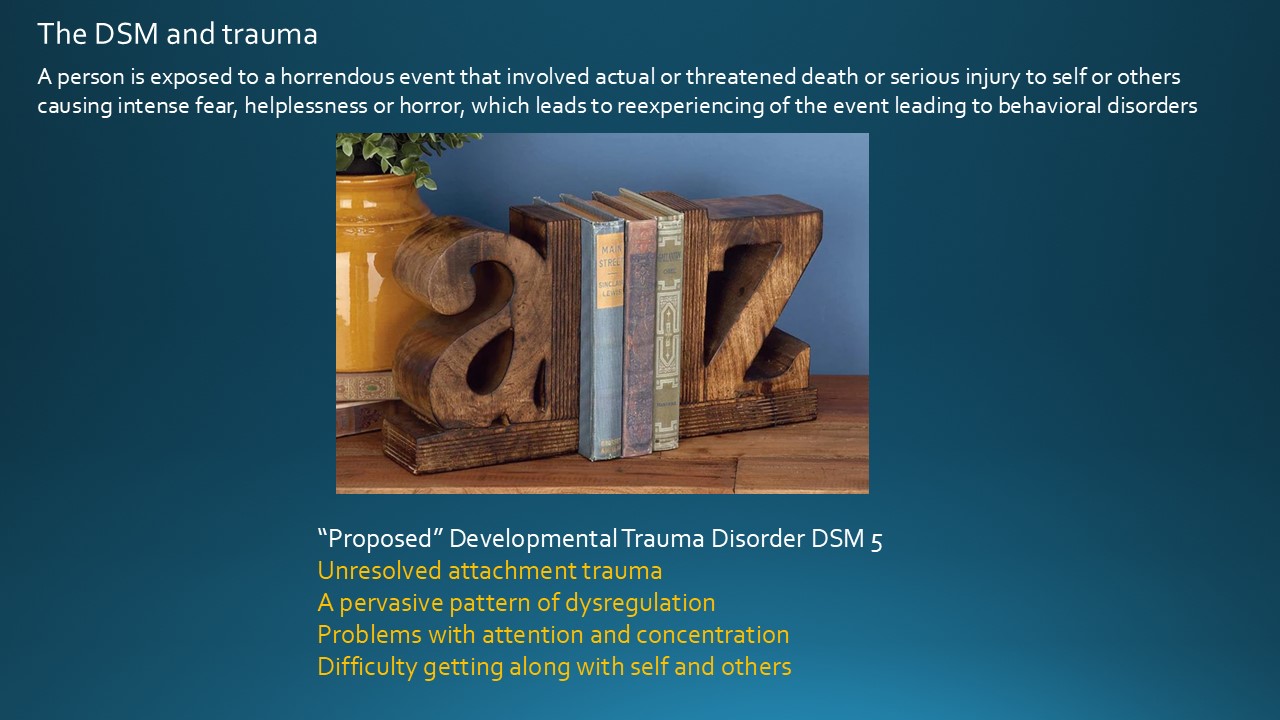 The DSM and trauma
A person is exposed to a horrendous event that involved actual or threatened death or serious injury to self or others
causing intense fear, helplessness or horror, which leads to reexperiencing of the event leading to behavioral disorders
a z
MAIN
STREET
SINCLAIR
LEWIS
“Proposed” Developmental Trauma Disorder DSM 5
Unresolved attachment trauma
A pervasive pattern of dysregulation
Problems with attention and concentration
Difficulty getting along with self and others